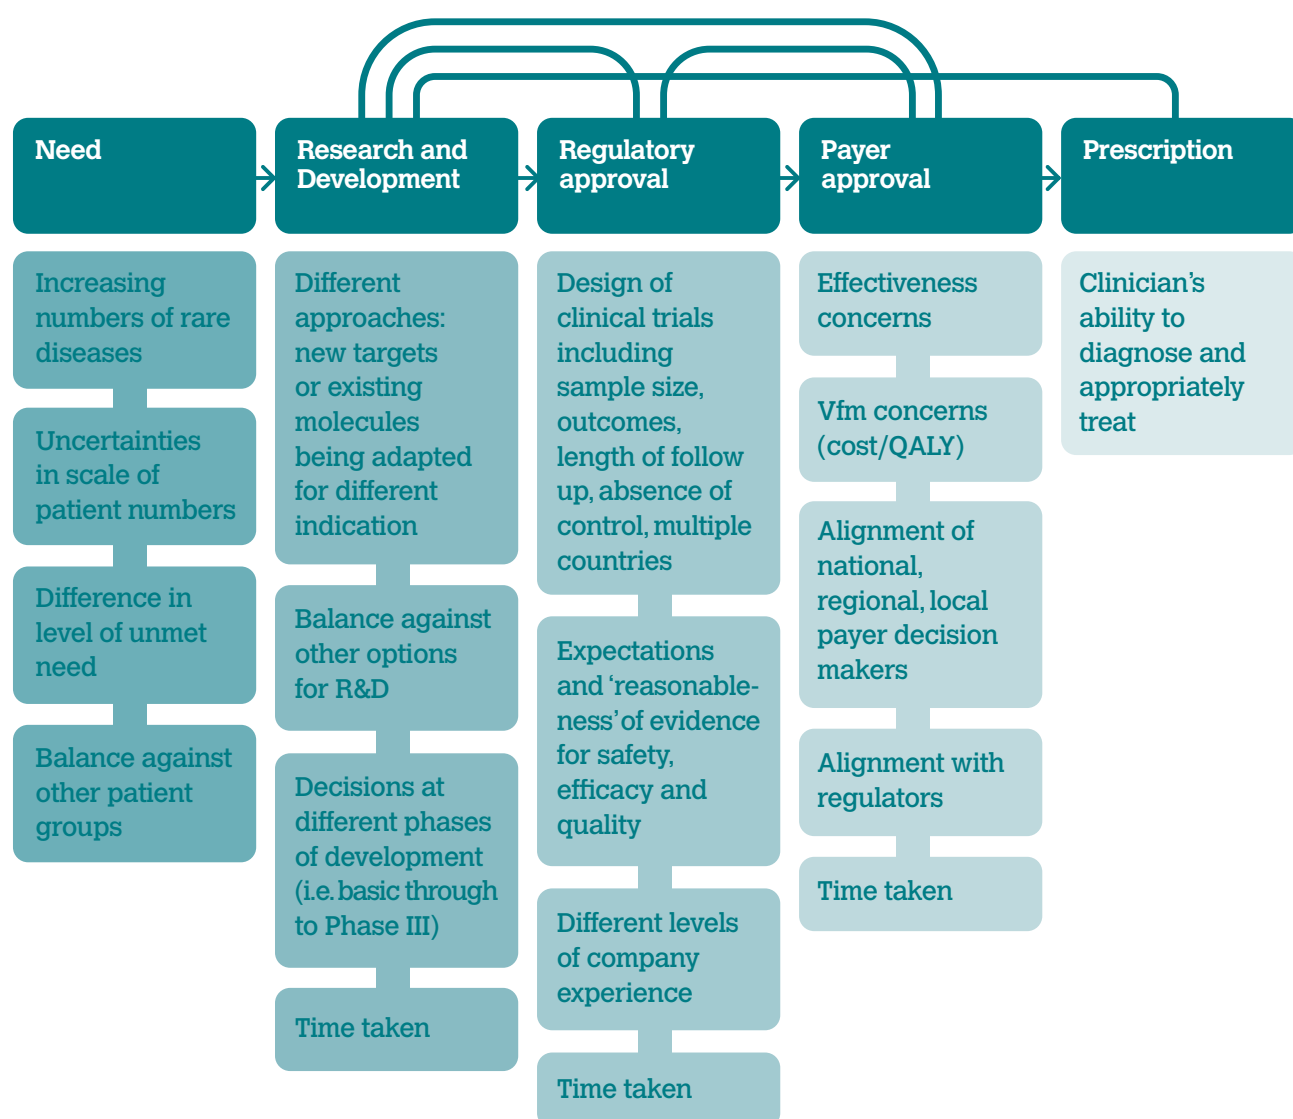 Need
Research and
Development
Regulatory
approval
Payer
approval
Prescription
Increasing
numbers of rare
diseases
Uncertainties
in scale of
patient numbers
Difference in
level of unmet
need
Balance against
other patient
groups
Different
approaches:
new targets
or existing
molecules
being adapted
for different
indication
Balance against
other options
for R&D
Decisions at
different phases
of development
(i.e. basic through
to Phase III)
Time taken
Design of
clinical trials
including
sample size,
outcomes,
length of follow
up, absence of
control, multiple
countries
Expectations
and ‘reasonable-
ness’ of evidence
for safety,
efficacy and
quality
Different levels
of company
experience
Time taken
Effectiveness
concerns
Vfm concerns
(cost/QALY)
Alignment of
national,
regional, local
payer decision
makers
Alignment with
regulators
Time taken
Clinician’s
ability to
diagnose and
appropriately
treat